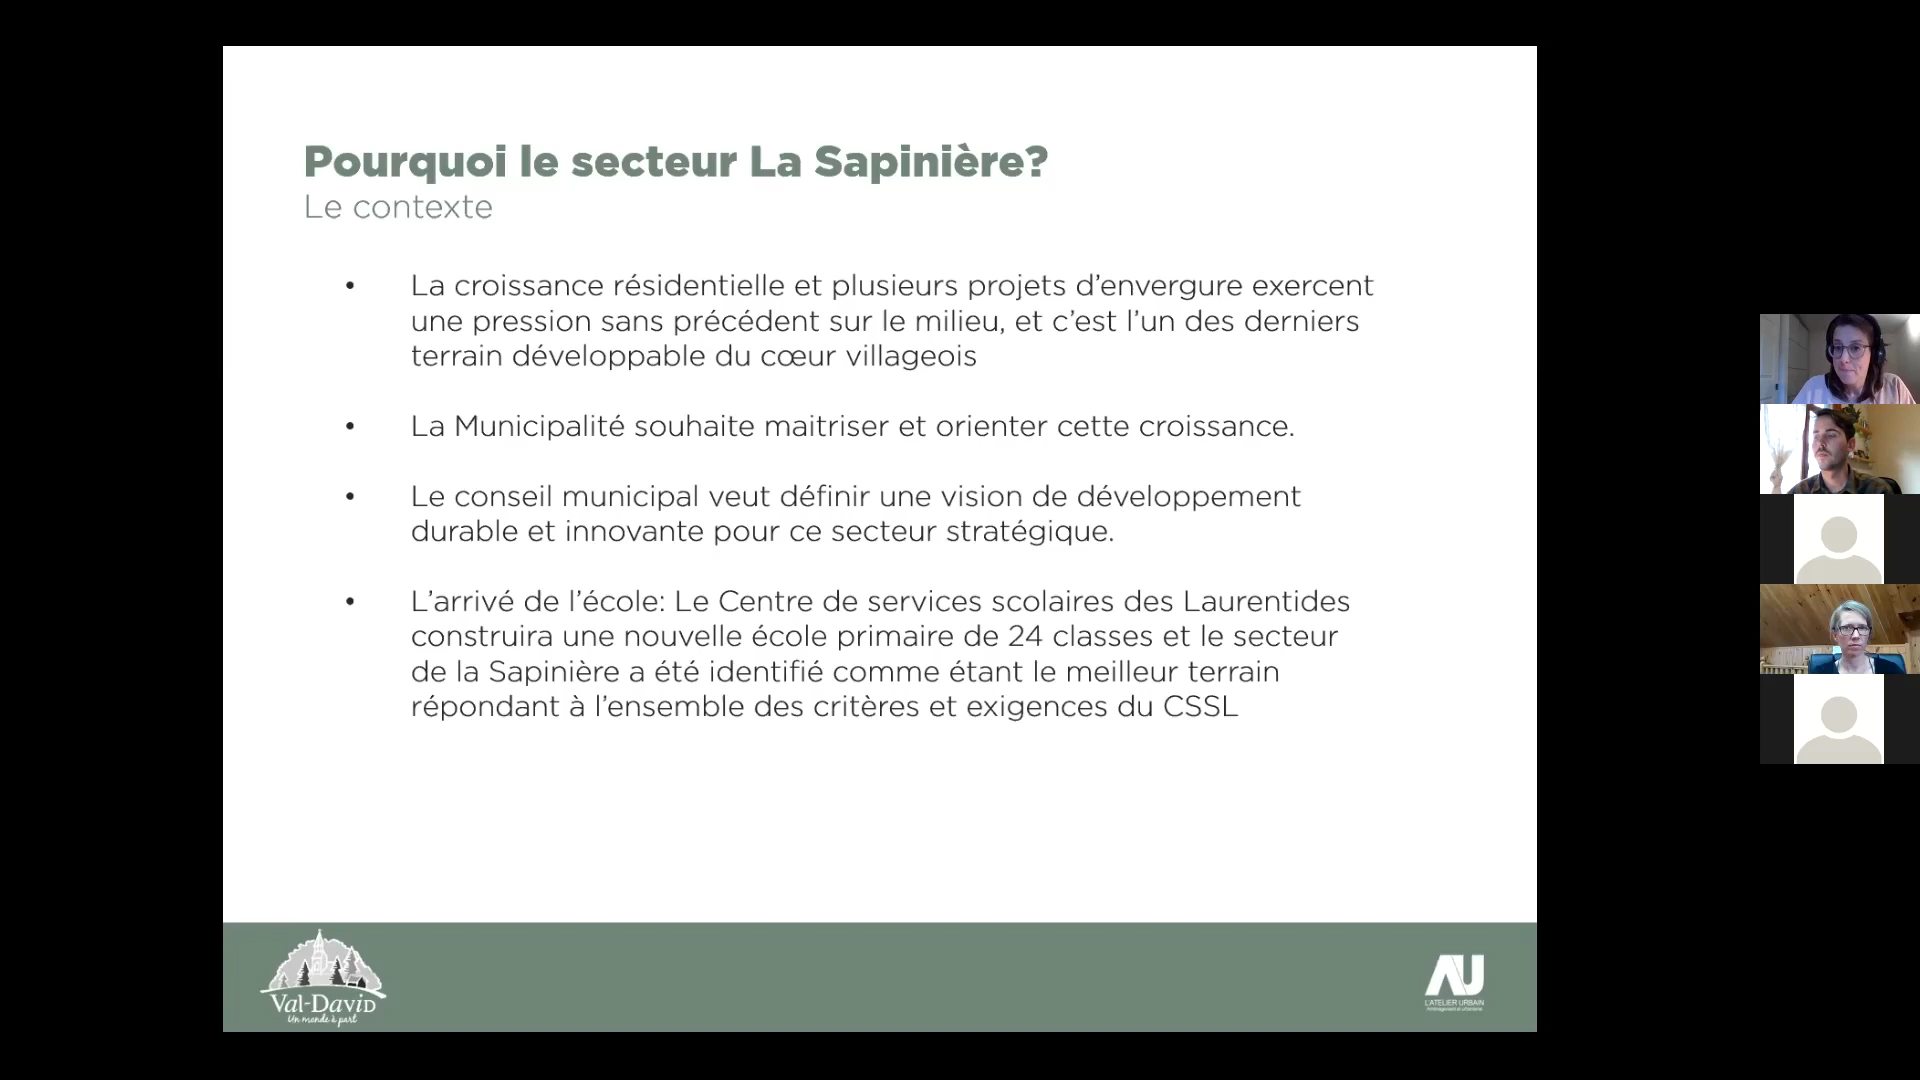 Pourquoi le secteur La Sapinière?
Le contexte
• La croissance résidentielle et plusieurs projets d’envergure exercent
une pression sans précédent sur le milieu, et c’est l’un des derniers
terrain développable du cœur villageois
• La Municipalité souhaite maitriser et orienter cette croissance.
• Le conseil municipal veut définir une vision de développement
durable et innovante pour ce secteur stratégique.
• L’arrivé de l’école: Le Centre de services scolaires des Laurentides
construira une nouvelle école primaire de 24 classes et le secteur
de la Sapinière a été identifié comme étant le meilleur terrain
répondant à l’ensemble des critères et exigences du CSSL
Val-David
Un monde à part
AU
L'ATELIER URBAIN
Aménagement et urbanisme